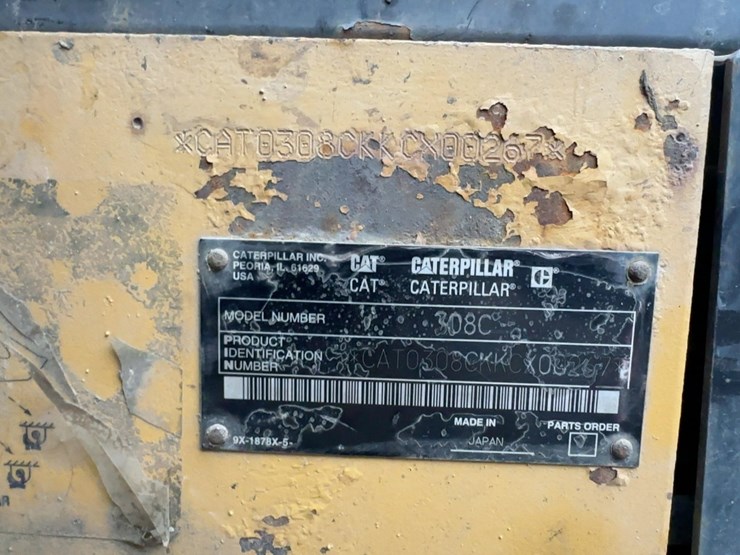 *CAT0308CKKCX00267*
CATERPILLAR INC.
PEORIA, IL 61629
USA
CAT® CATERPILLAR®
CAT® CATERPILLAR®
MODEL NUMBER 308C
PRODUCT
IDENTIFICATION
NUMBER *CAT0308CKKCX00267*
9X-1878X-5-
MADE IN
JAPAN
PARTS ORDER